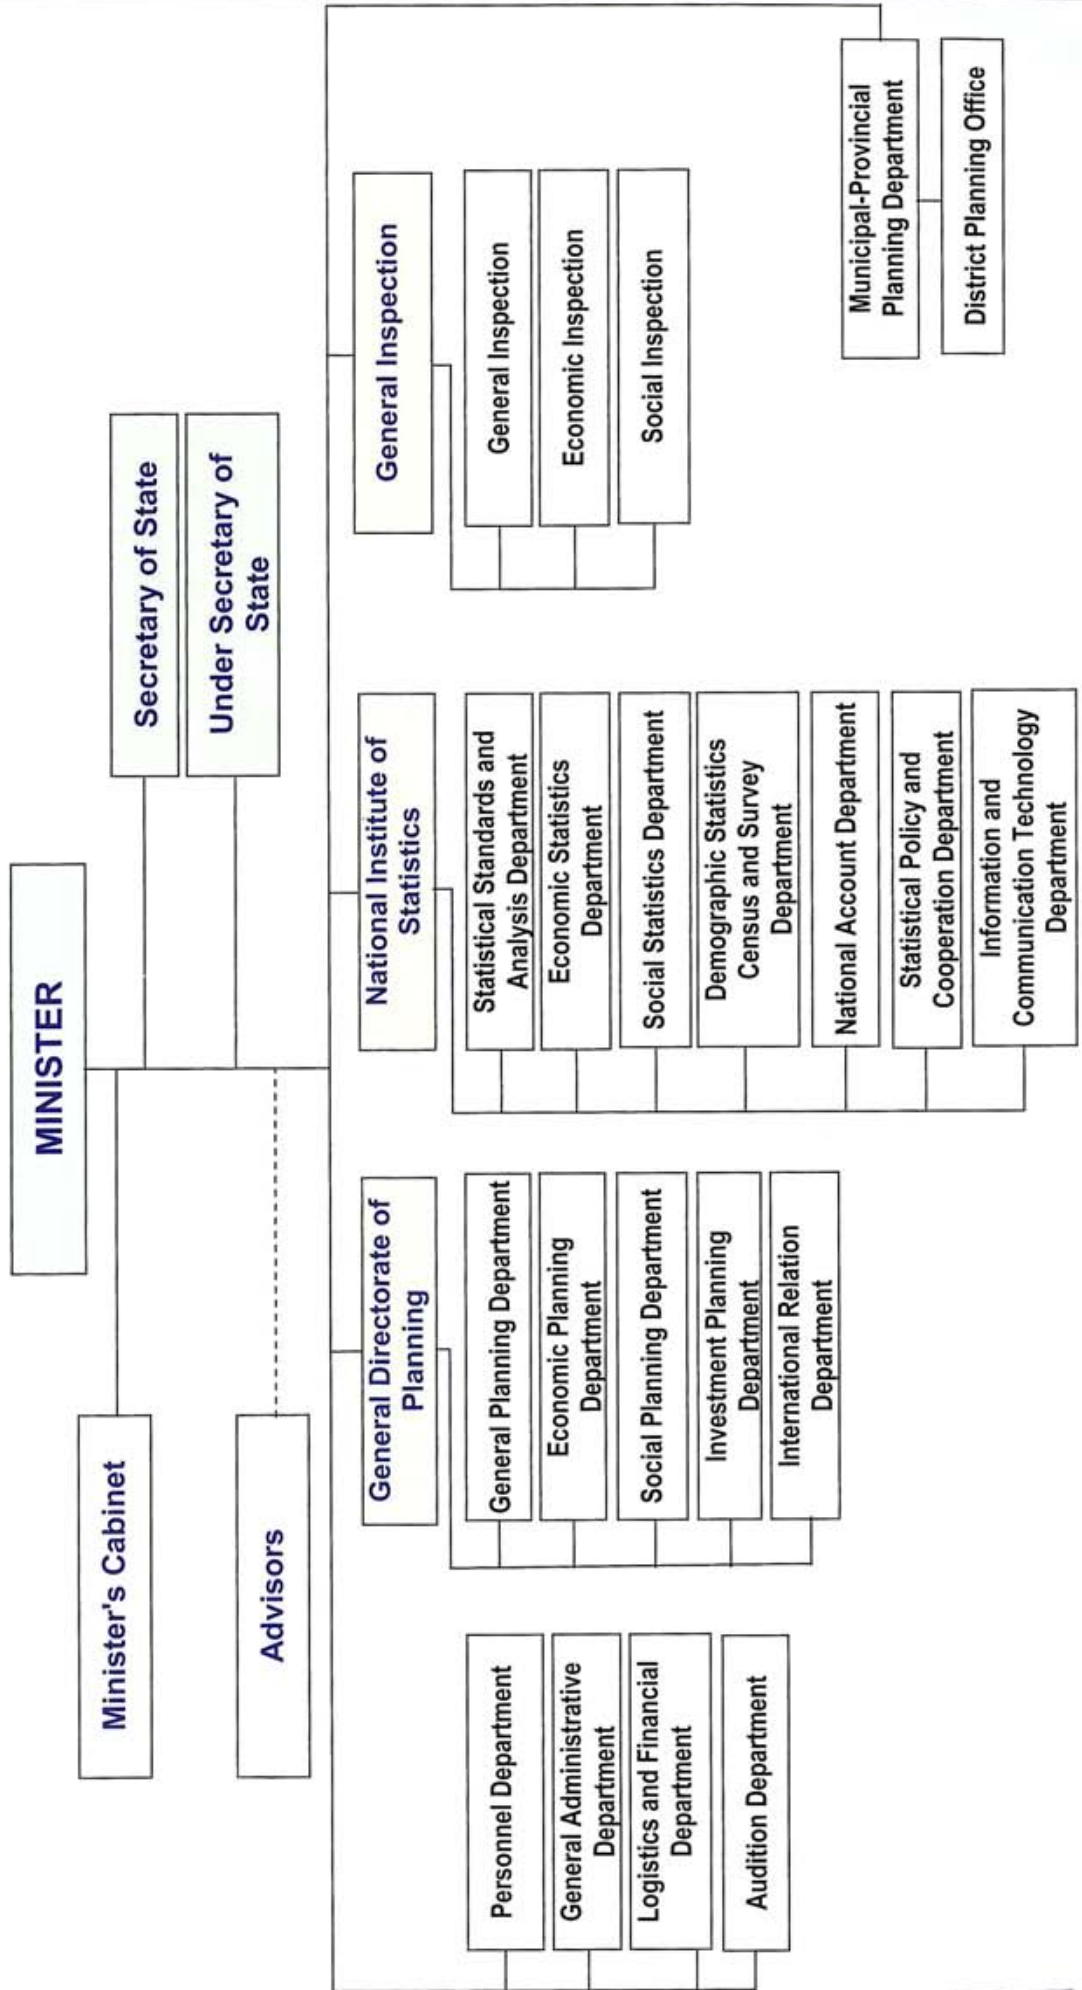 MINISTER
Secretary of State
Under Secretary of
State
Minister's Cabinet
Advisors
General Directorate of
Planning
National Institute of
Statistics
General Inspection
Personnel Department
General Administrative
Department
Logistics and Financial
Department
Audition Department
General Planning Department
Economic Planning
Department
Social Planning Department
Investment Planning
Department
International Relation
Department
Statistical Standards and
Analysis Department
Economic Statistics
Department
Social Statistics Department
Demographic Statistics
Census and Survey
Department
National Account Department
Statistical Policy and
Cooperation Department
Information and
Communication Technology
Department
General Inspection
Economic Inspection
Social Inspection
Municipal-Provincial
Planning Department
District Planning Office